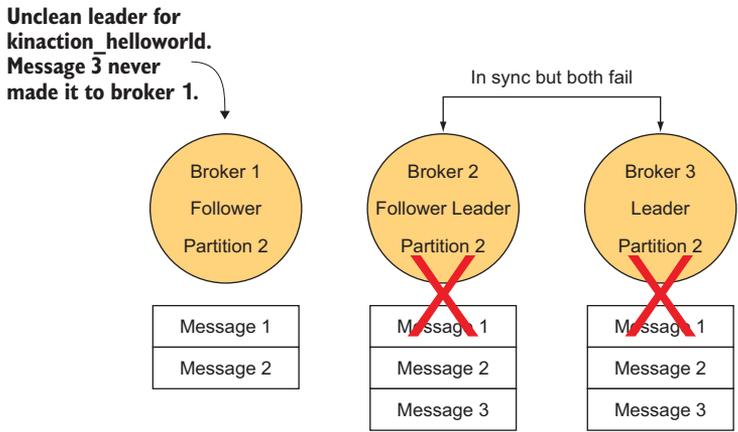 Unclean leader for
kinaction_helloworld.
Message 3 never
made it to broker 1.
In sync but both fail
Broker 1
Follower
Partition 2
Broker 2
Follower Leader
Partition 2
Broker 3
Leader
Partition 2
Message 1
Message 2
Message 1
Message 2
Message 3
Message 1
Message 2
Message 3